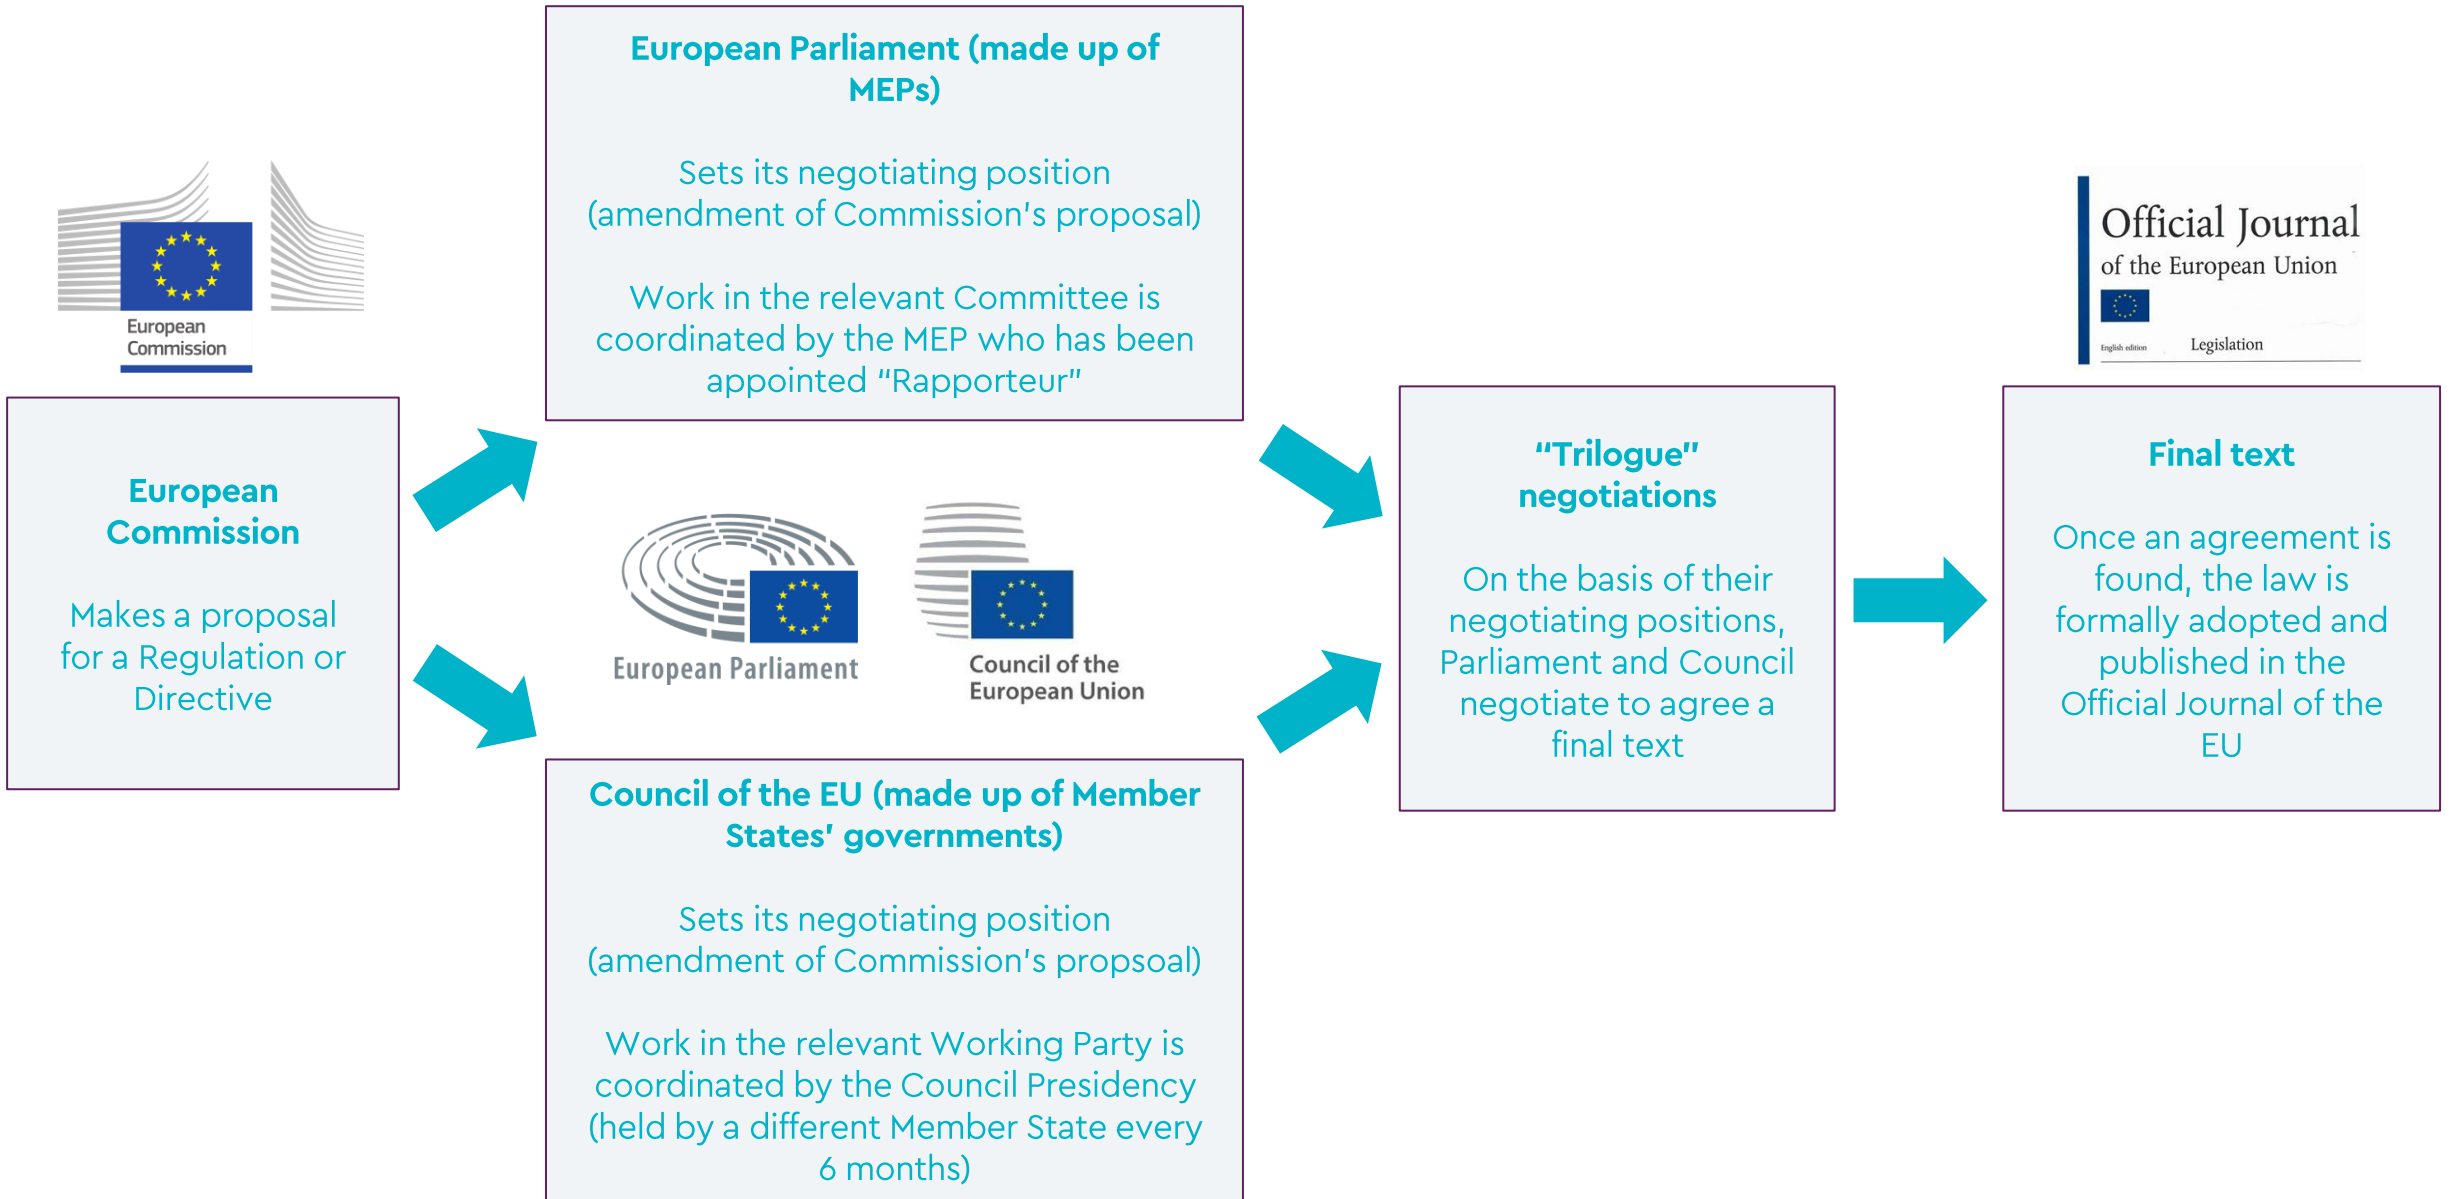 European
Commission
European
Commission
Makes a proposal
for a Regulation or
Directive
European Parliament (made up of
MEPs)
Sets its negotiating position
(amendment of Commission's proposal)
Work in the relevant Committee is
coordinated by the MEP who has been
appointed "Rapporteur"
European Parliament
Council of the
European Union
Council of the EU (made up of Member
States' governments)
Sets its negotiating position
(amendment of Commission's propsoal)
Work in the relevant Working Party is
coordinated by the Council Presidency
(held by a different Member State every
6 months)
"Trilogue"
negotiations
On the basis of their
negotiating positions,
Parliament and Council
negotiate to agree a
final text
Official Journal
of the European Union
English edition
Legislation
Final text
Once an agreement is
found, the law is
formally adopted and
published in the
Official Journal of the
EU